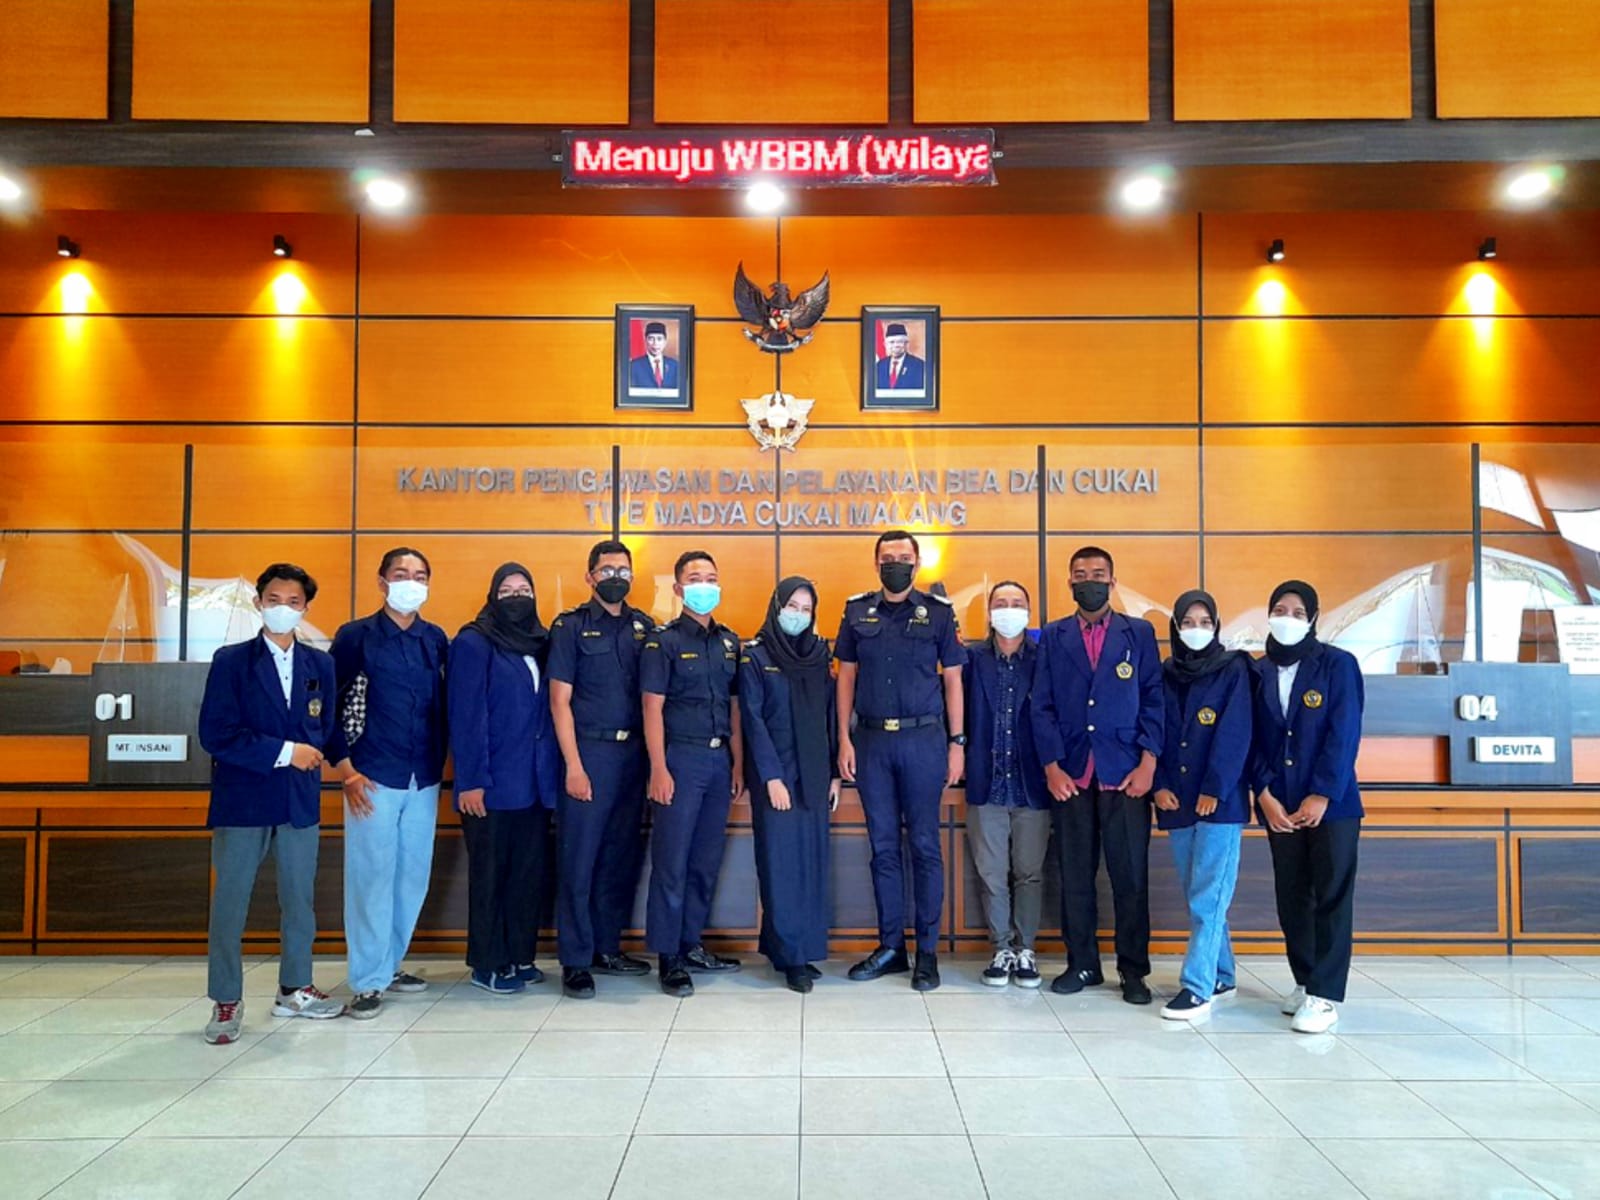 Menuju WBBM (Wilaya
KANTOR PENGAWASAN DAN PELAYANAN BEA DAN CUKAI
TIPE MADYA CUKAI MALANG
01
MT. INSANI
04
DEVITA